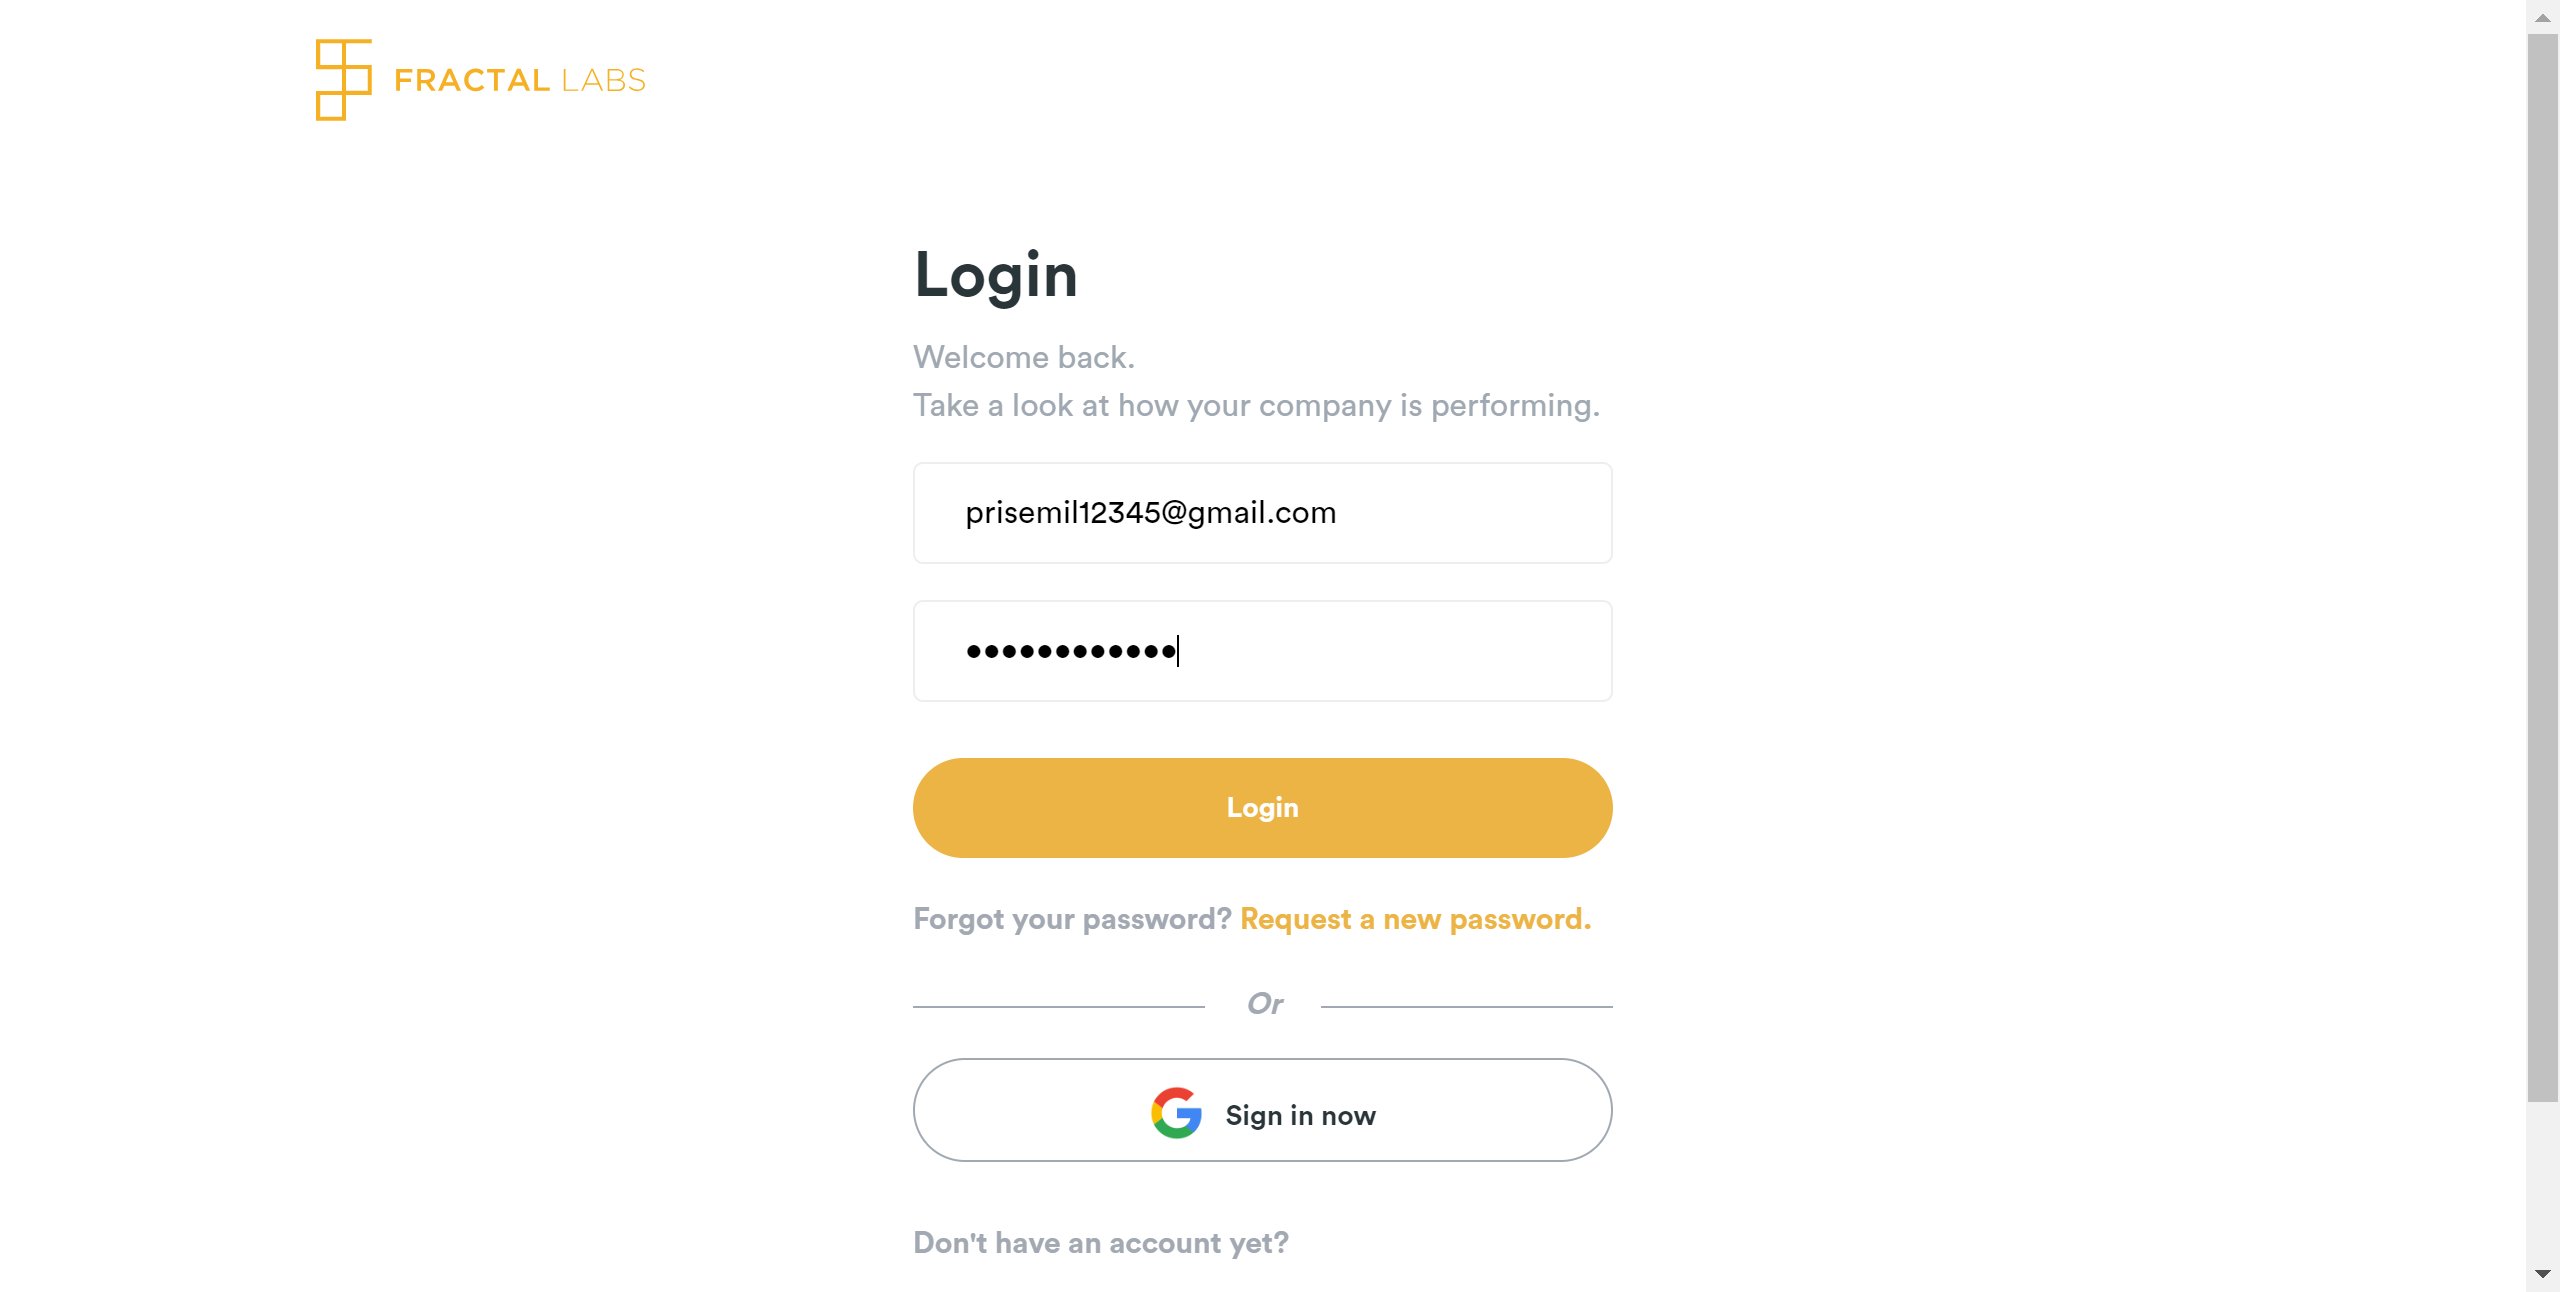 FRACTAL LABS
Login
Welcome back.
Take a look at how your company is performing.
prisemil12345@gmail.com
••••••••••••
Login
Forgot your password? Request a new password.
Or
Sign in now
Don't have an account yet?